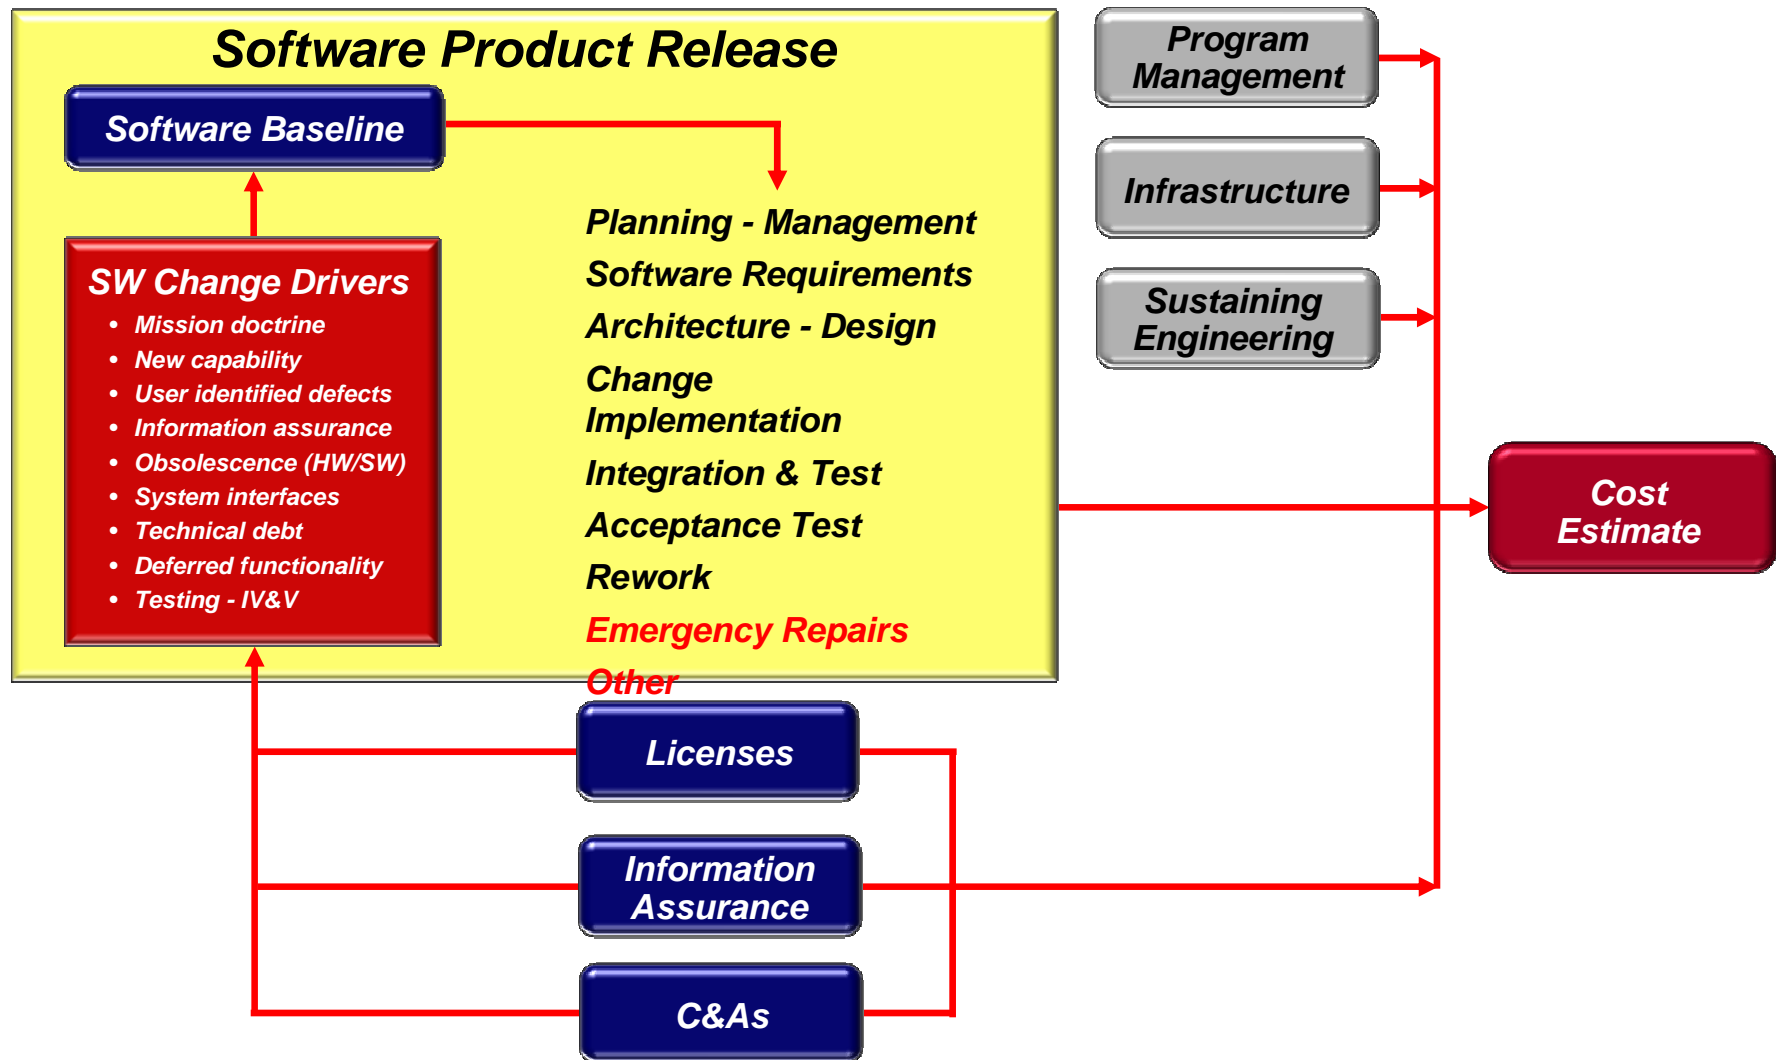 Software Product Release
Software Baseline
SW Change Drivers
• Mission doctrine
• New capability
• User identified defects
• Information assurance
• Obsolescence (HW/SW)
• System interfaces
• Technical debt
• Deferred functionality
• Testing - IV&V
Planning - Management
Software Requirements
Architecture - Design
Change
Implementation
Integration & Test
Acceptance Test
Rework
Emergency Repairs
Other
Program
Management
Infrastructure
Sustaining
Engineering
Cost
Estimate
Licenses
Information
Assurance
C&As